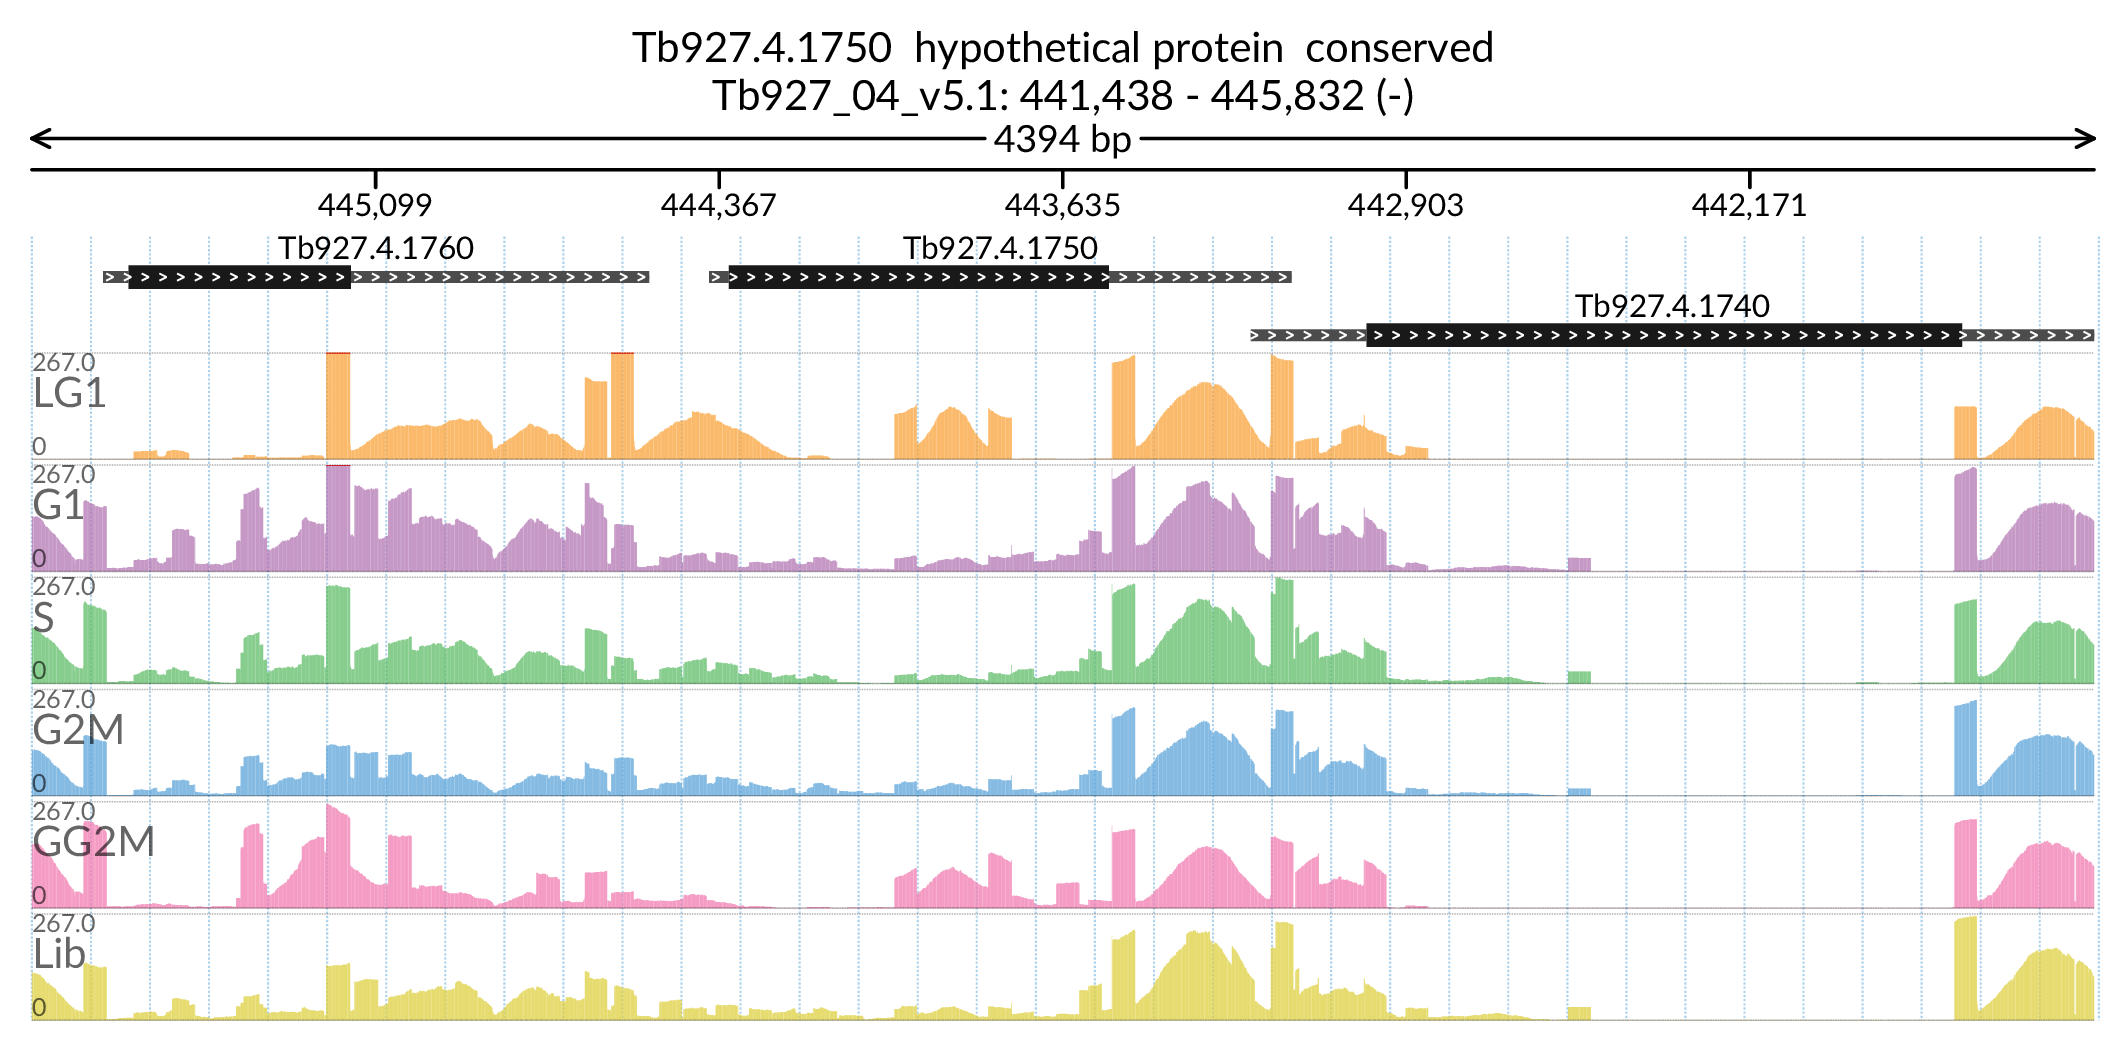 Tb927.4.1750  hypothetical protein  conserved
Tb927_04_v5.1: 441,438 - 445,832 (-)
4394 bp
445,099 444,367 443,635 442,903 442,171
Tb927.4.1760 Tb927.4.1750
Tb927.4.1740
267.0
LG1
0
267.0
G1
0
267.0
S
0
267.0
G2M
0
267.0
GG2M
0
267.0
Lib
0